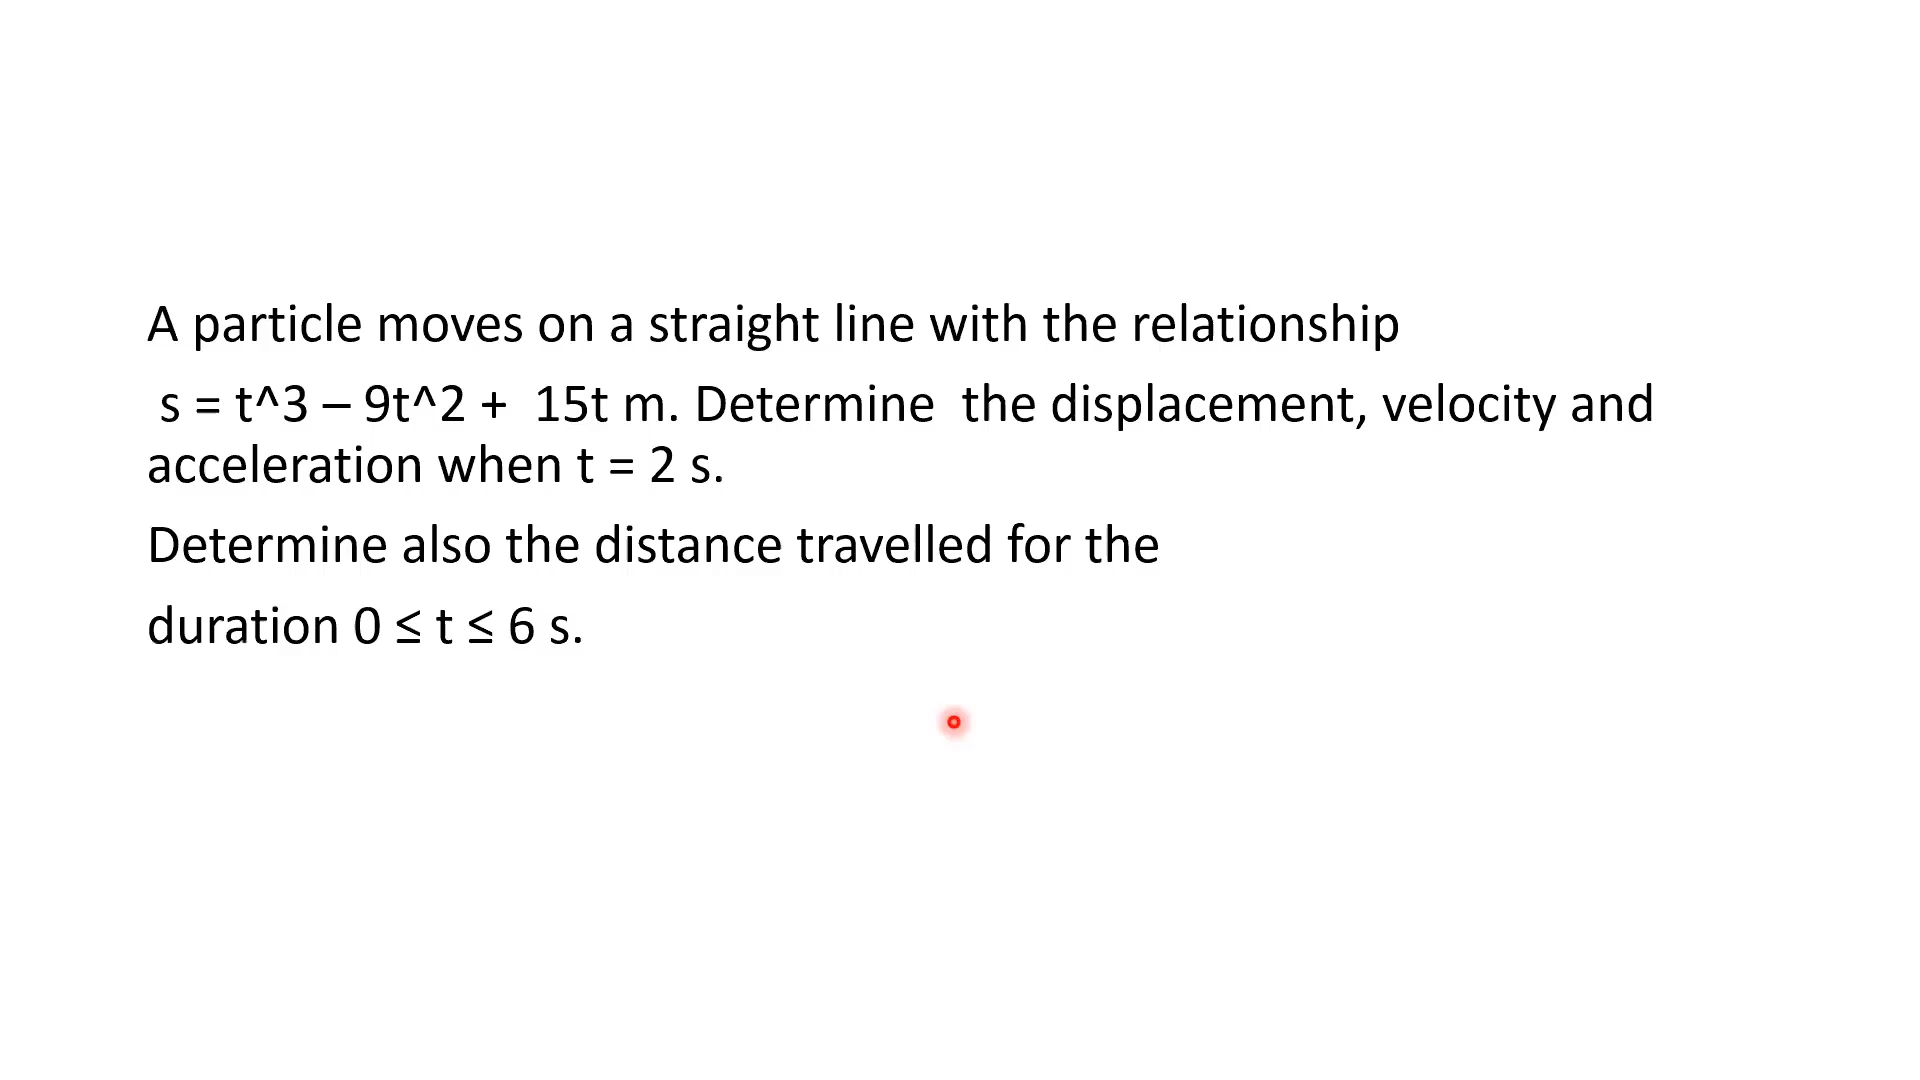 A particle moves on a straight line with the relationship
s = t^3 – 9t^2 +  15t m. Determine  the displacement, velocity and
acceleration when t = 2 s.
Determine also the distance travelled for the
duration 0 ≤ t ≤ 6 s.